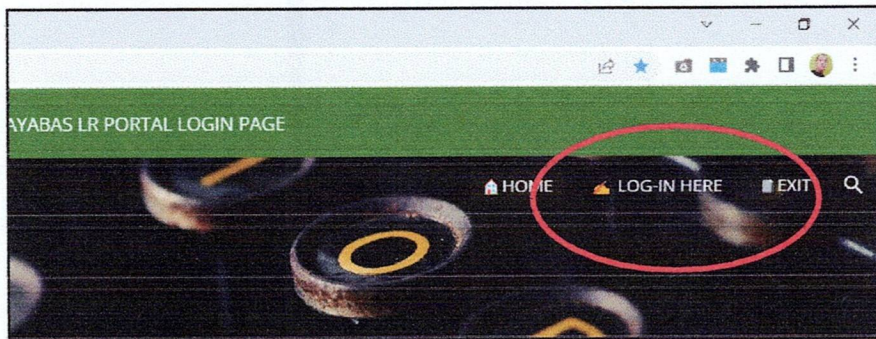 AYABAS LR PORTAL LOGIN PAGE
HOME LOG-IN HERE EXIT